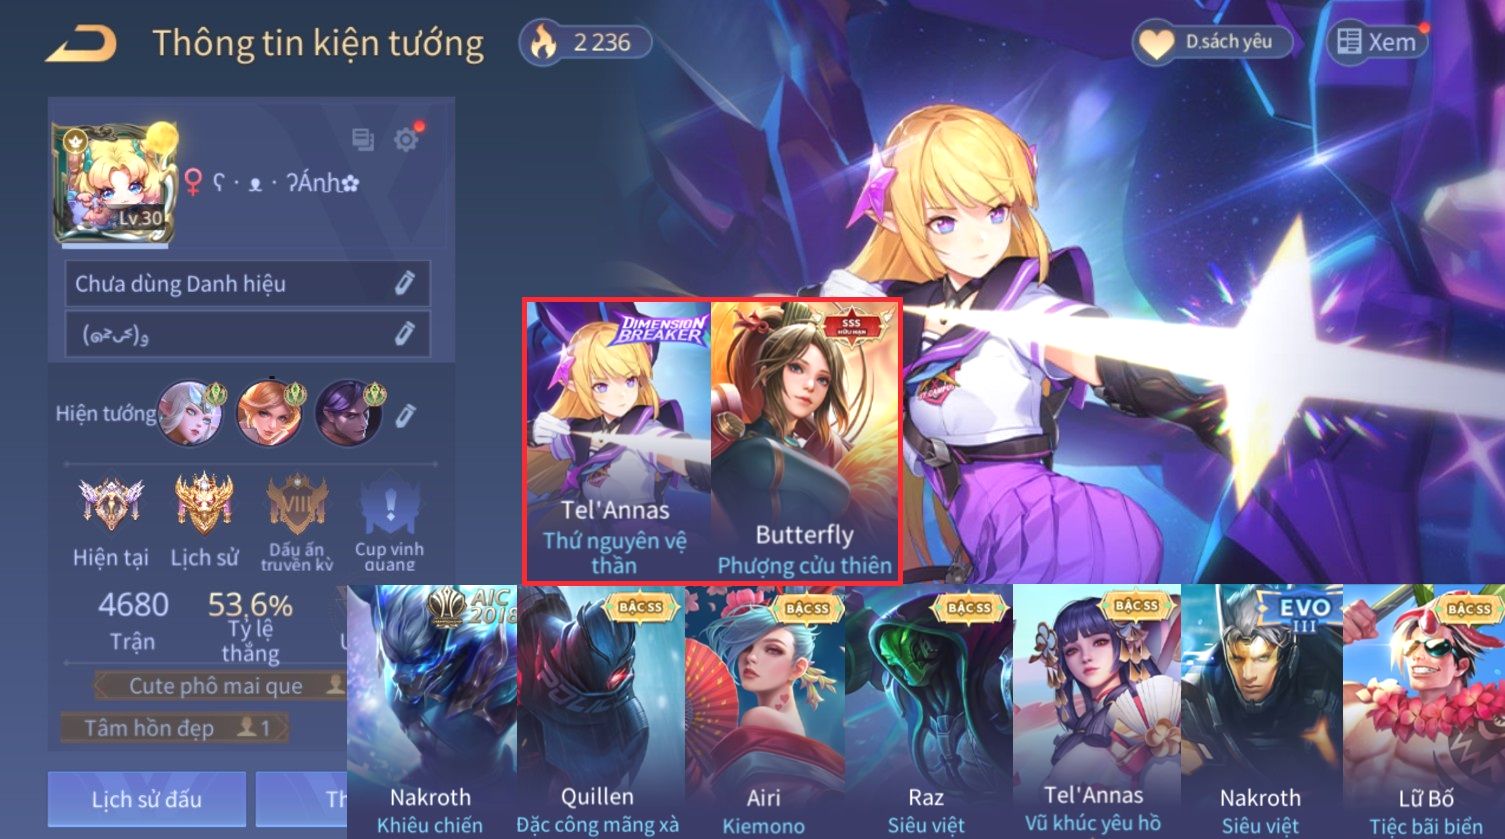 Thông tin kiện tướng
2 236
D.sách yêu
Xem
Lv.30
ʕ · ᴥ · ʔÁnh✿
Chưa dùng Danh hiệu
Hiện tướng
Hiện tại
Lịch sử
VIII
Dấu ấn
truyền kỳ
Cup vinh
quang
4680
Trận
53,6%
Tỷ lệ
thắng
Cute phô mai que
Tâm hồn đẹp
1
Lịch sử đấu
DIMENSION
BREAKER
Tel'Annas
Thứ nguyên vệ
thần
SSS
HỮU HẠN
Butterfly
Phượng cửu thiên
AIC
2018
Nakroth
Khiêu chiến
BẬC SS
POLICE
Quillen
Đặc công mãng xà
BẬC SS
Airi
Kiemono
BẬC SS
Raz
Siêu việt
BẬC SS
Tel'Annas
Vũ khúc yêu hồ
EVO
III
Nakroth
Siêu việt
BẬC SS
Lữ Bố
Tiệc bãi biển